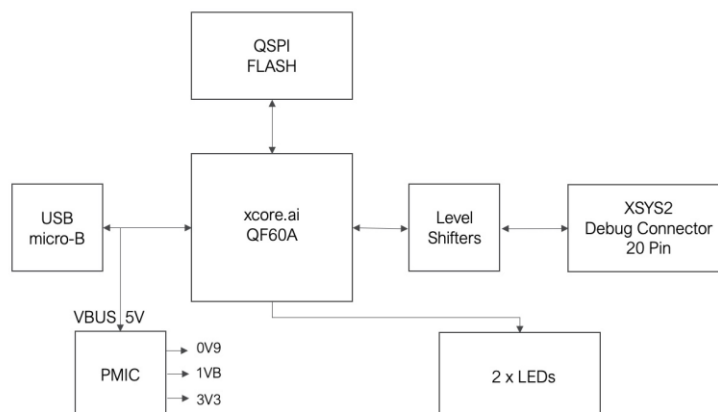 QSPI
FLASH
USB
micro-B
xcore.ai
QF60A
Level
Shifters
XSYS2
Debug Connector
20 Pin
VBUS 5V
PMIC
0V9
1VB
3V3
2 x LEDs